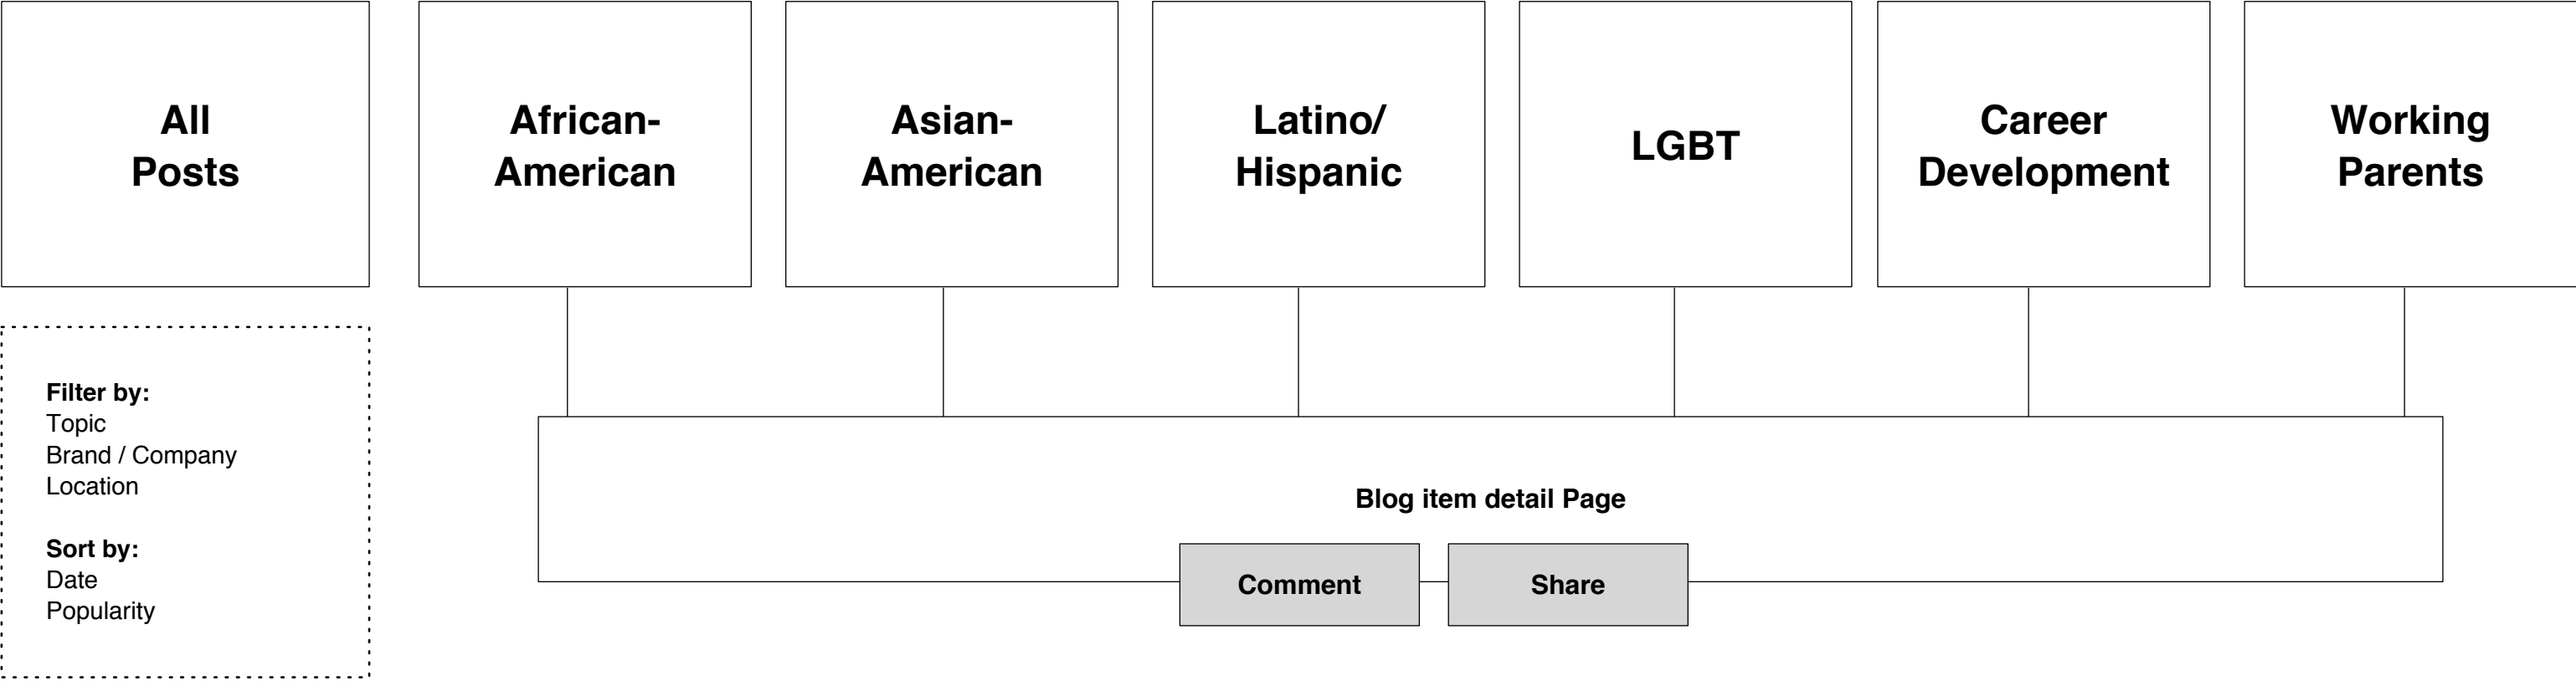 All
Posts
African-
American
Asian-
American
Latino/
Hispanic
LGBT
Career
Development
Working
Parents
Filter by:
Topic
Brand / Company
Location
Sort by:
Date
Popularity
Blog item detail Page
Comment
Share